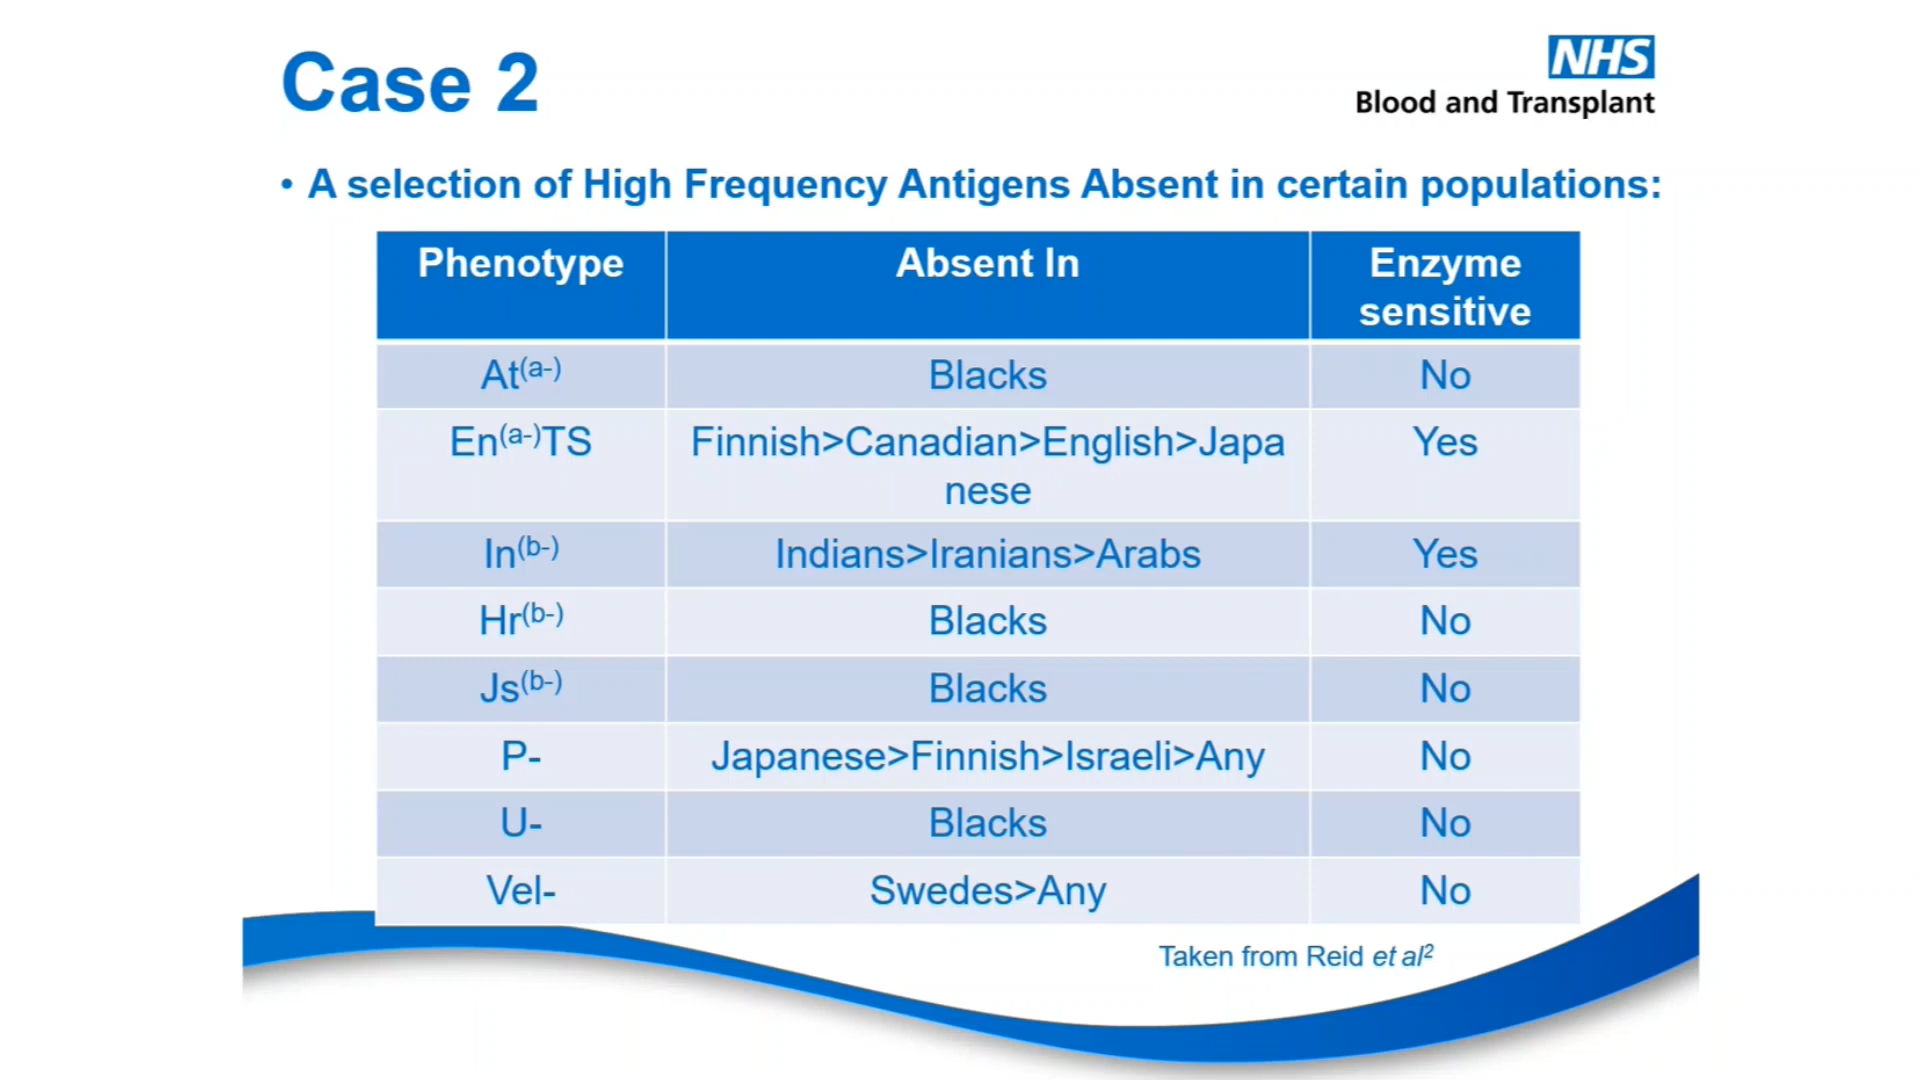 Case 2
NHS
Blood and Transplant
• A selection of High Frequency Antigens Absent in certain populations:
Phenotype Absent In Enzyme
sensitive
At(a-) Blacks No
En(a-)TS Finnish>Canadian>English>Japa Yes
nese
In(b-) Indians>Iranians>Arabs Yes
Hr(b-) Blacks No
Js(b-) Blacks No
P- Japanese>Finnish>Israeli>Any No
U- Blacks No
Vel- Swedes>Any No
Taken from Reid et al2